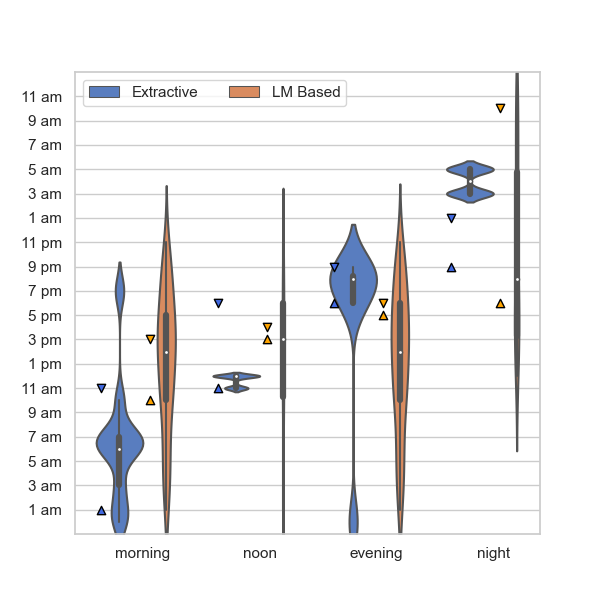 Extractive LM Based
11 am
9 am
7 am
5 am
3 am
1 am
11 pm
9 pm
7 pm
5 pm
3 pm
1 pm
11 am
9 am
7 am
5 am
3 am
1 am
morning noon evening night